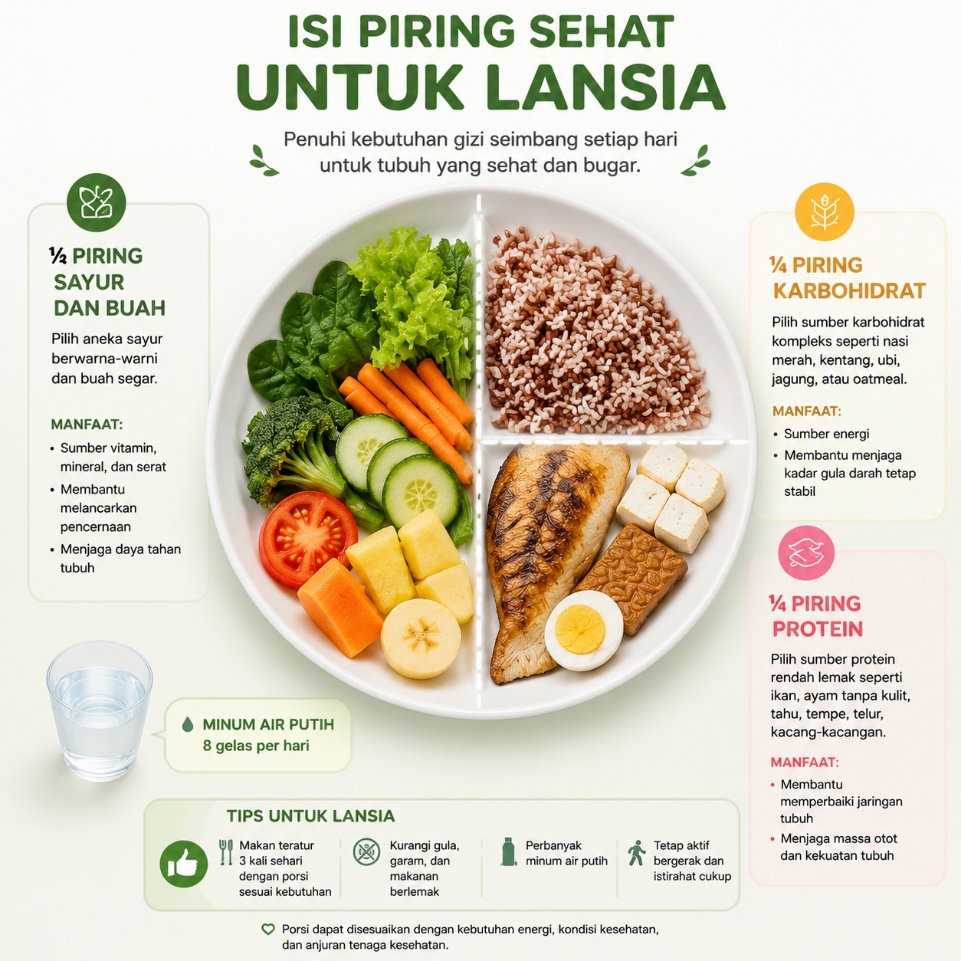 ISI PIRING SEHAT
UNTUK LANSIA
Penuhi kebutuhan gizi seimbang setiap hari
untuk tubuh yang sehat dan bugar.
½ PIRING
SAYUR
DAN BUAH
Pilih aneka sayur
berwarna-warni
dan buah segar.
MANFAAT:
• Sumber vitamin,
mineral, dan serat
• Membantu
melancarkan
pencernaan
• Menjaga daya tahan
tubuh
¼ PIRING
KARBOHIDRAT
Pilih sumber karbohidrat
kompleks seperti nasi
merah, kentang, ubi,
jagung, atau oatmeal.
MANFAAT:
• Sumber energi
• Membantu menjaga
kadar gula darah tetap
stabil
¼ PIRING
PROTEIN
Pilih sumber protein
rendah lemak seperti
ikan, ayam tanpa kulit,
tahu, tempe, telur,
kacang-kacangan.
MANFAAT:
• Membantu
memperbaiki jaringan
tubuh
• Menjaga massa otot
dan kekuatan tubuh
MINUM AIR PUTIH
8 gelas per hari
TIPS UNTUK LANSIA
Makan teratur
3 kali sehari
dengan porsi
sesuai kebutuhan
Kurangi gula,
garam, dan
makanan
berlemak
Perbanyak
minum air putih
Tetap aktif
bergerak dan
istirahat cukup
Porsi dapat disesuaikan dengan kebutuhan energi, kondisi kesehatan,
dan anjuran tenaga kesehatan.